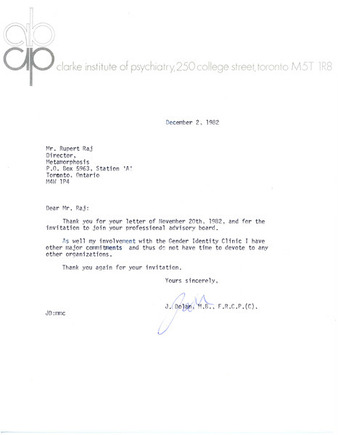 clarke institute of psychiatry, 250 college street, toronto M5T 1R8
December 2, 1982
Mr. Rupert Raj
Director,
Metamorphosis
P.O. Box 5963, Station 'A'
Toronto, Ontario
M4W 1P4
Dear Mr. Raj:
Thank you for your letter of November 20th, 1982, and for the
invitation to join your professional advisory board.
As well my involvement with the Gender Identity Clinic I have
other major commitments and thus do not have time to devote to any
other organizations.
Thank you again for your invitation.
Yours sincerely,
J. Dolan, M.B., F.R.C.P.(C).
JD:mmc